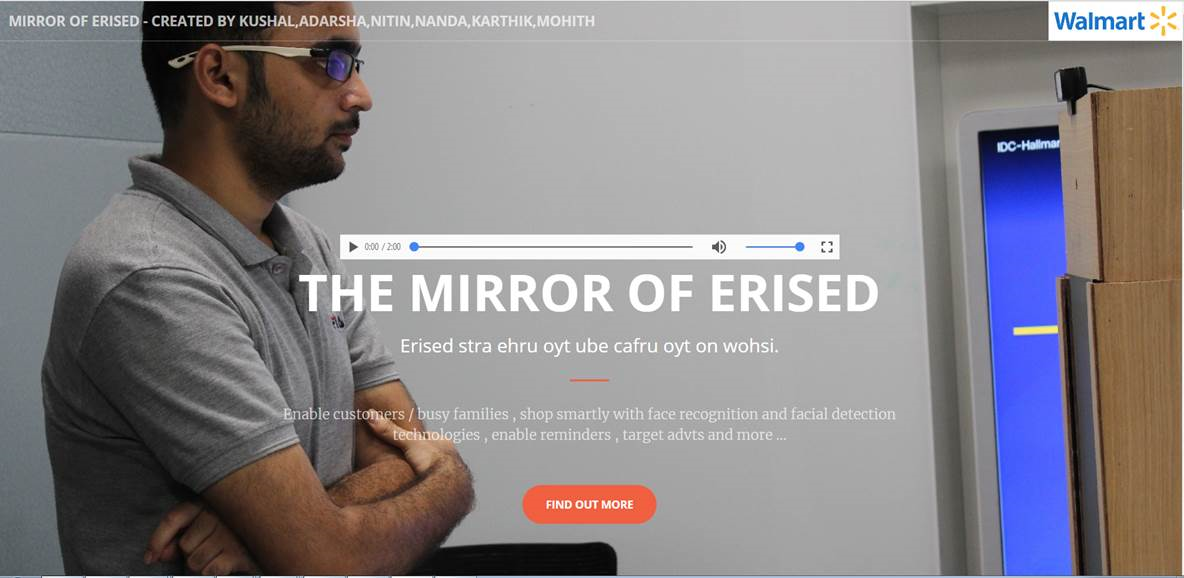 MIRROR OF ERISED - CREATED BY KUSHAL,ADARSHA,NITIN,NANDA,KARTHIK,MOHITH
Walmart
IDC-Hallmar
0:00 / 2:00
THE MIRROR OF ERISED
Erised stra ehru oyt ube cafru oyt on wohsi.
Enable customers / busy families , shop smartly with face recognition and facial detection
technologies , enable reminders , target advts and more ...
FIND OUT MORE